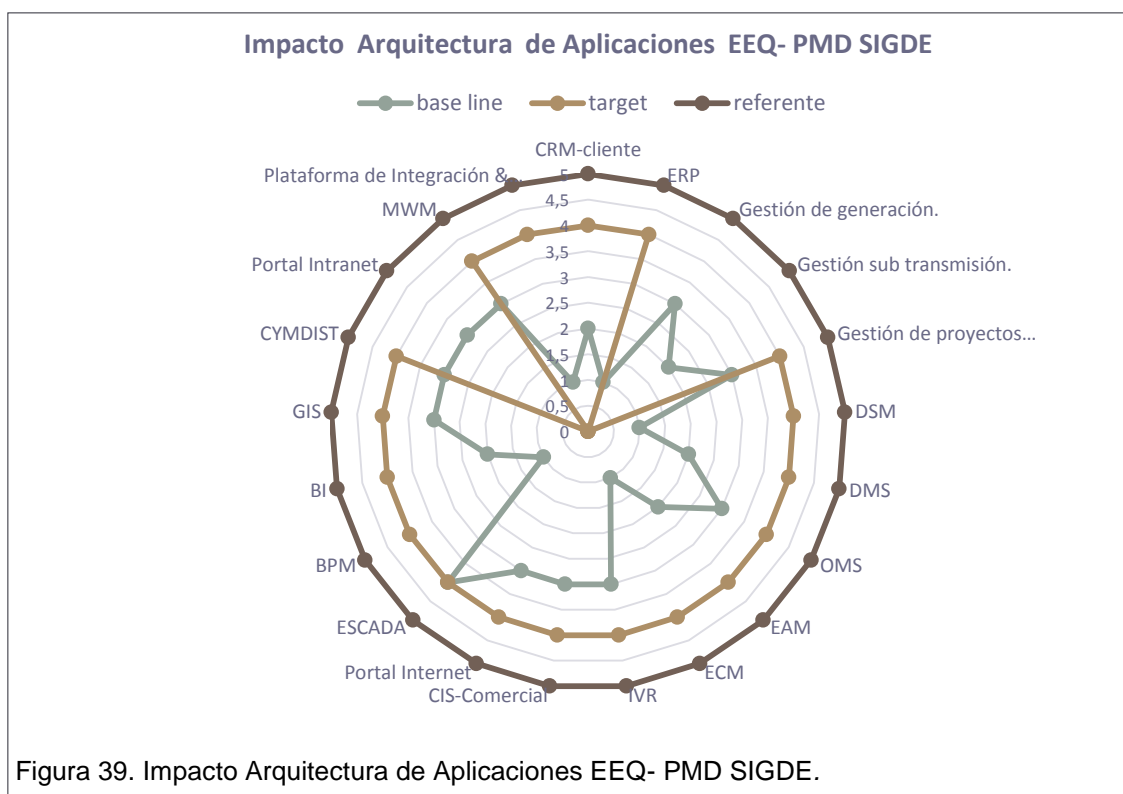 Impacto Arquitectura de Aplicaciones EEQ- PMD SIGDE
base line target referente
CRM-cliente
ERP
Gestión de generación.
Gestión sub transmisión.
Gestión de proyectos...
DSM
DMS
OMS
EAM
ECM
IVR
CIS-Comercial
Portal Internet
ESCADA
BPM
BI
GIS
CYMDIST
Portal Intranet
MWM
Plataforma de Integración &...
5
4,5
4
3,5
3
2,5
2
1,5
1
0,5
0
Figura 39. Impacto Arquitectura de Aplicaciones EEQ- PMD SIGDE.